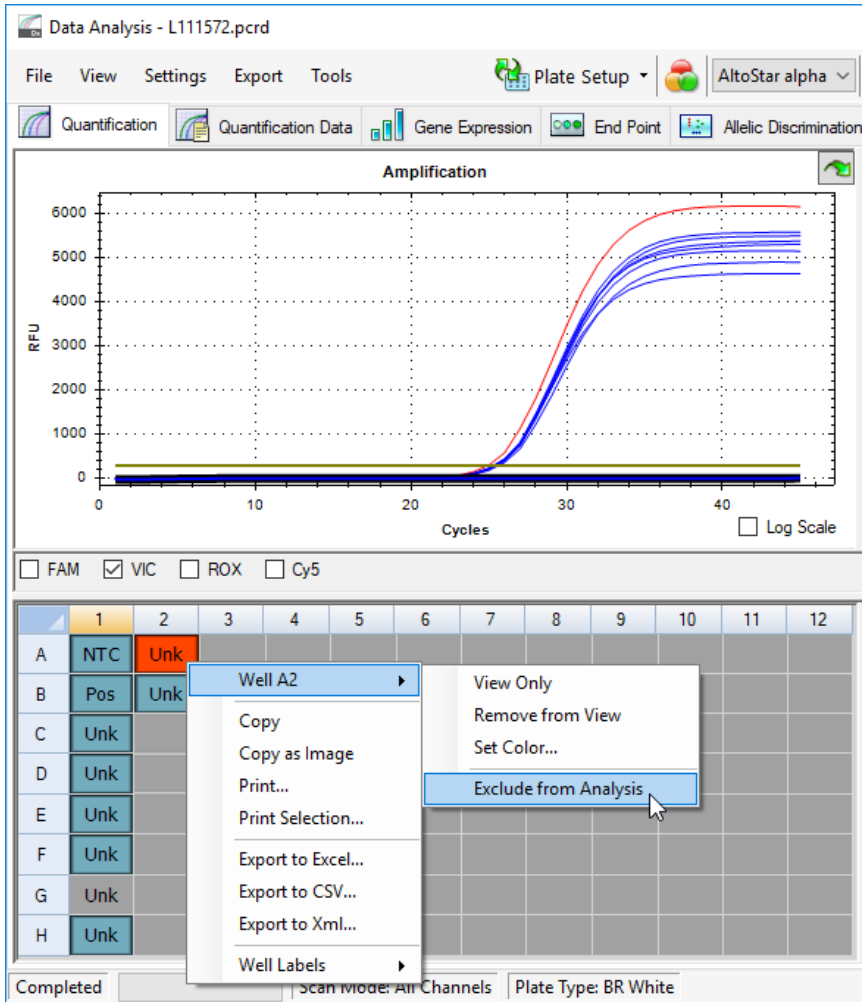 Data Analysis - L111572.pcrd
File View Settings Export Tools Plate Setup AltoStar alpha
Quantification Quantification Data Gene Expression End Point Allelic Discrimination
Amplification
6000
5000
4000
3000
2000
1000
0
RFU
0 10 20 30 40
Cycles
Log Scale
FAM VIC ROX Cy5
1 2 3 4 5 6 7 8 9 10 11 12
A NTC Unk
B Pos Unk
C Unk
D Unk
E Unk
F Unk
G Unk
H Unk
Well A2
Copy
Copy as Image
Print...
Print Selection...
Export to Excel...
Export to CSV...
Export to Xml...
Well Labels
View Only
Remove from View
Set Color...
Exclude from Analysis
Completed Scan Mode: All Channels Plate Type: BR White